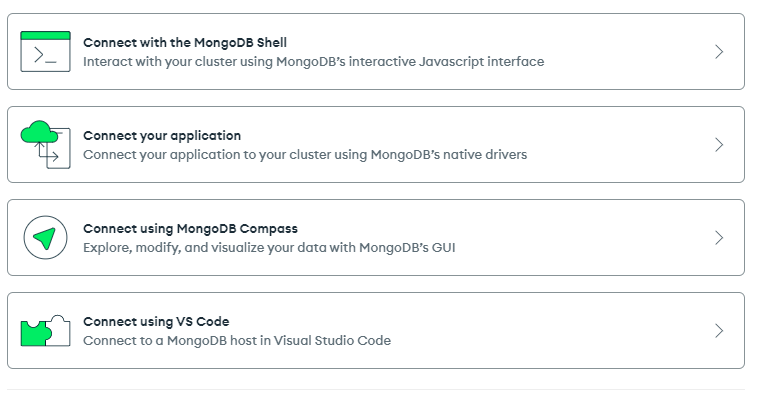 Connect with the MongoDB Shell
Interact with your cluster using MongoDB's interactive Javascript interface
Connect your application
Connect your application to your cluster using MongoDB's native drivers
Connect using MongoDB Compass
Explore, modify, and visualize your data with MongoDB's GUI
Connect using VS Code
Connect to a MongoDB host in Visual Studio Code